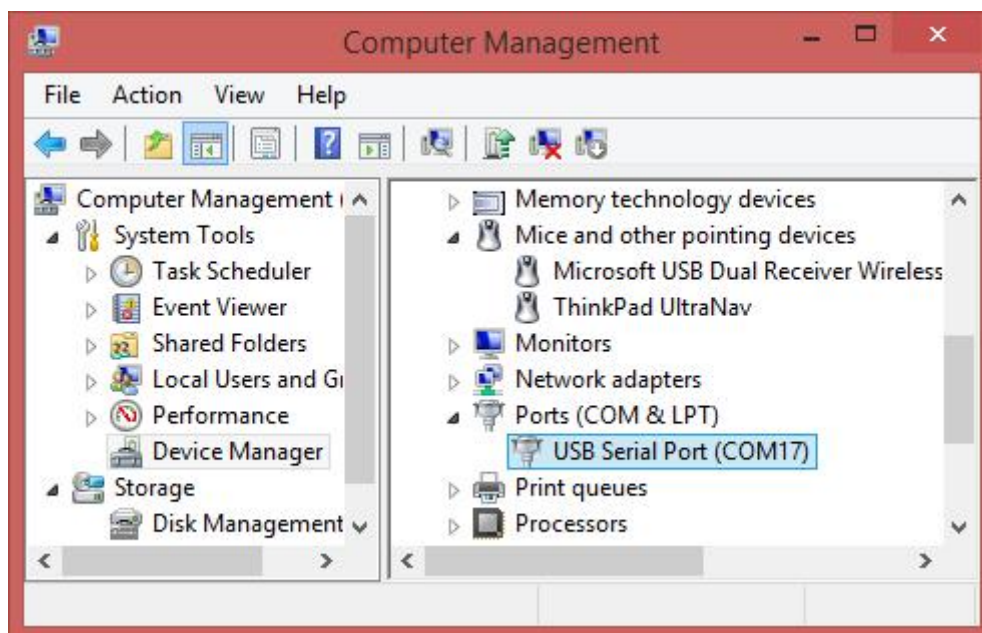 Computer Management
File Action View Help
Computer Management (
System Tools
Task Scheduler
Event Viewer
Shared Folders
Local Users and Gr
Performance
Device Manager
Storage
Disk Management
Memory technology devices
Mice and other pointing devices
Microsoft USB Dual Receiver Wireless
ThinkPad UltraNav
Monitors
Network adapters
Ports (COM & LPT)
USB Serial Port (COM17)
Print queues
Processors